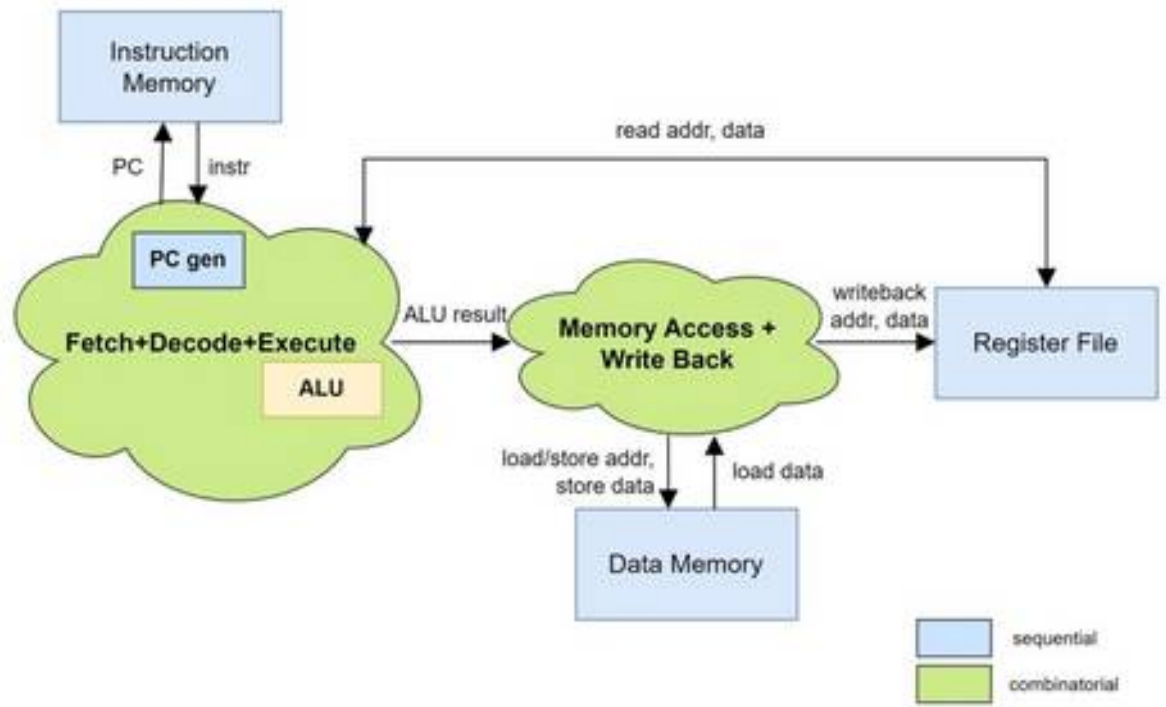 Instruction
Memory
read addr, data
PC
instr
PC gen
Fetch+Decode+Execute
ALU
ALU result
Memory Access +
Write Back
writeback
addr, data
Register File
load/store addr,
store data
load data
Data Memory
sequential
combinatorial